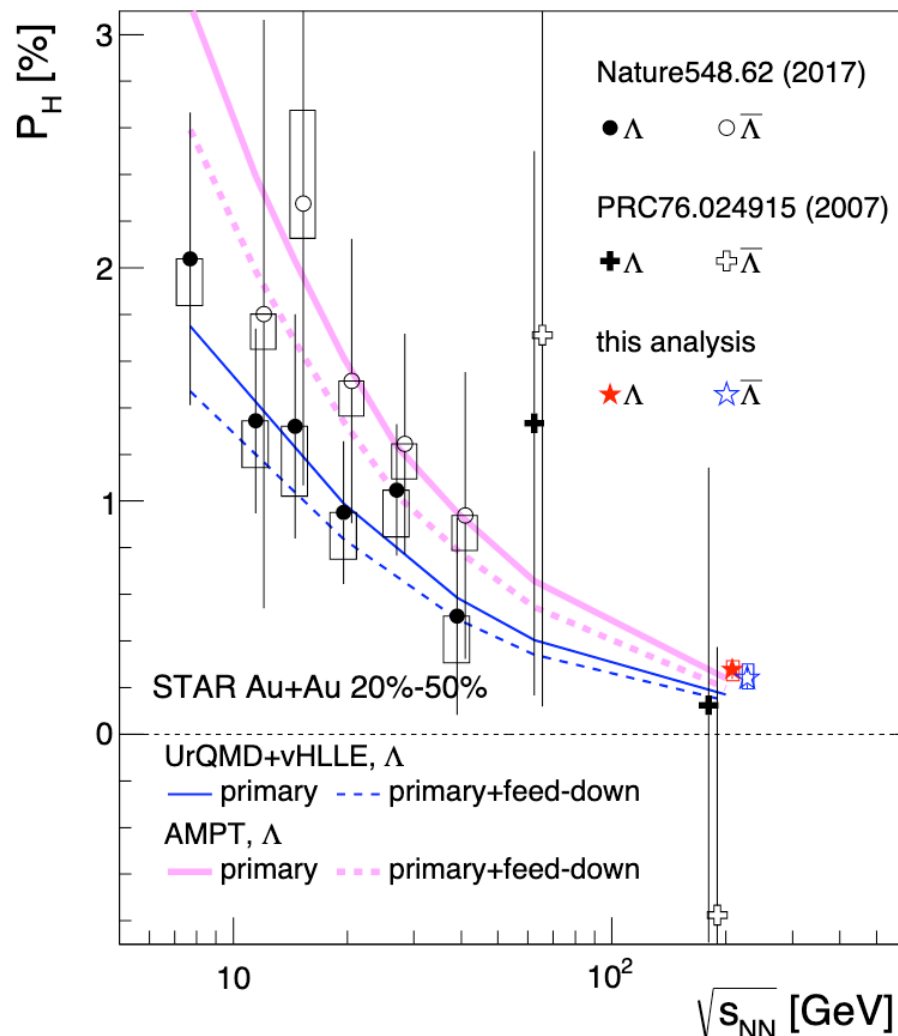 P_H [%]
3
2
1
0
Nature548.62 (2017)
Λ Λ̅
PRC76.024915 (2007)
Λ Λ̅
this analysis
Λ Λ̅
STAR Au+Au 20%-50%
UrQMD+vHLLE, Λ
primary primary+feed-down
AMPT, Λ
primary primary+feed-down
10 10²
√s_NN [GeV]